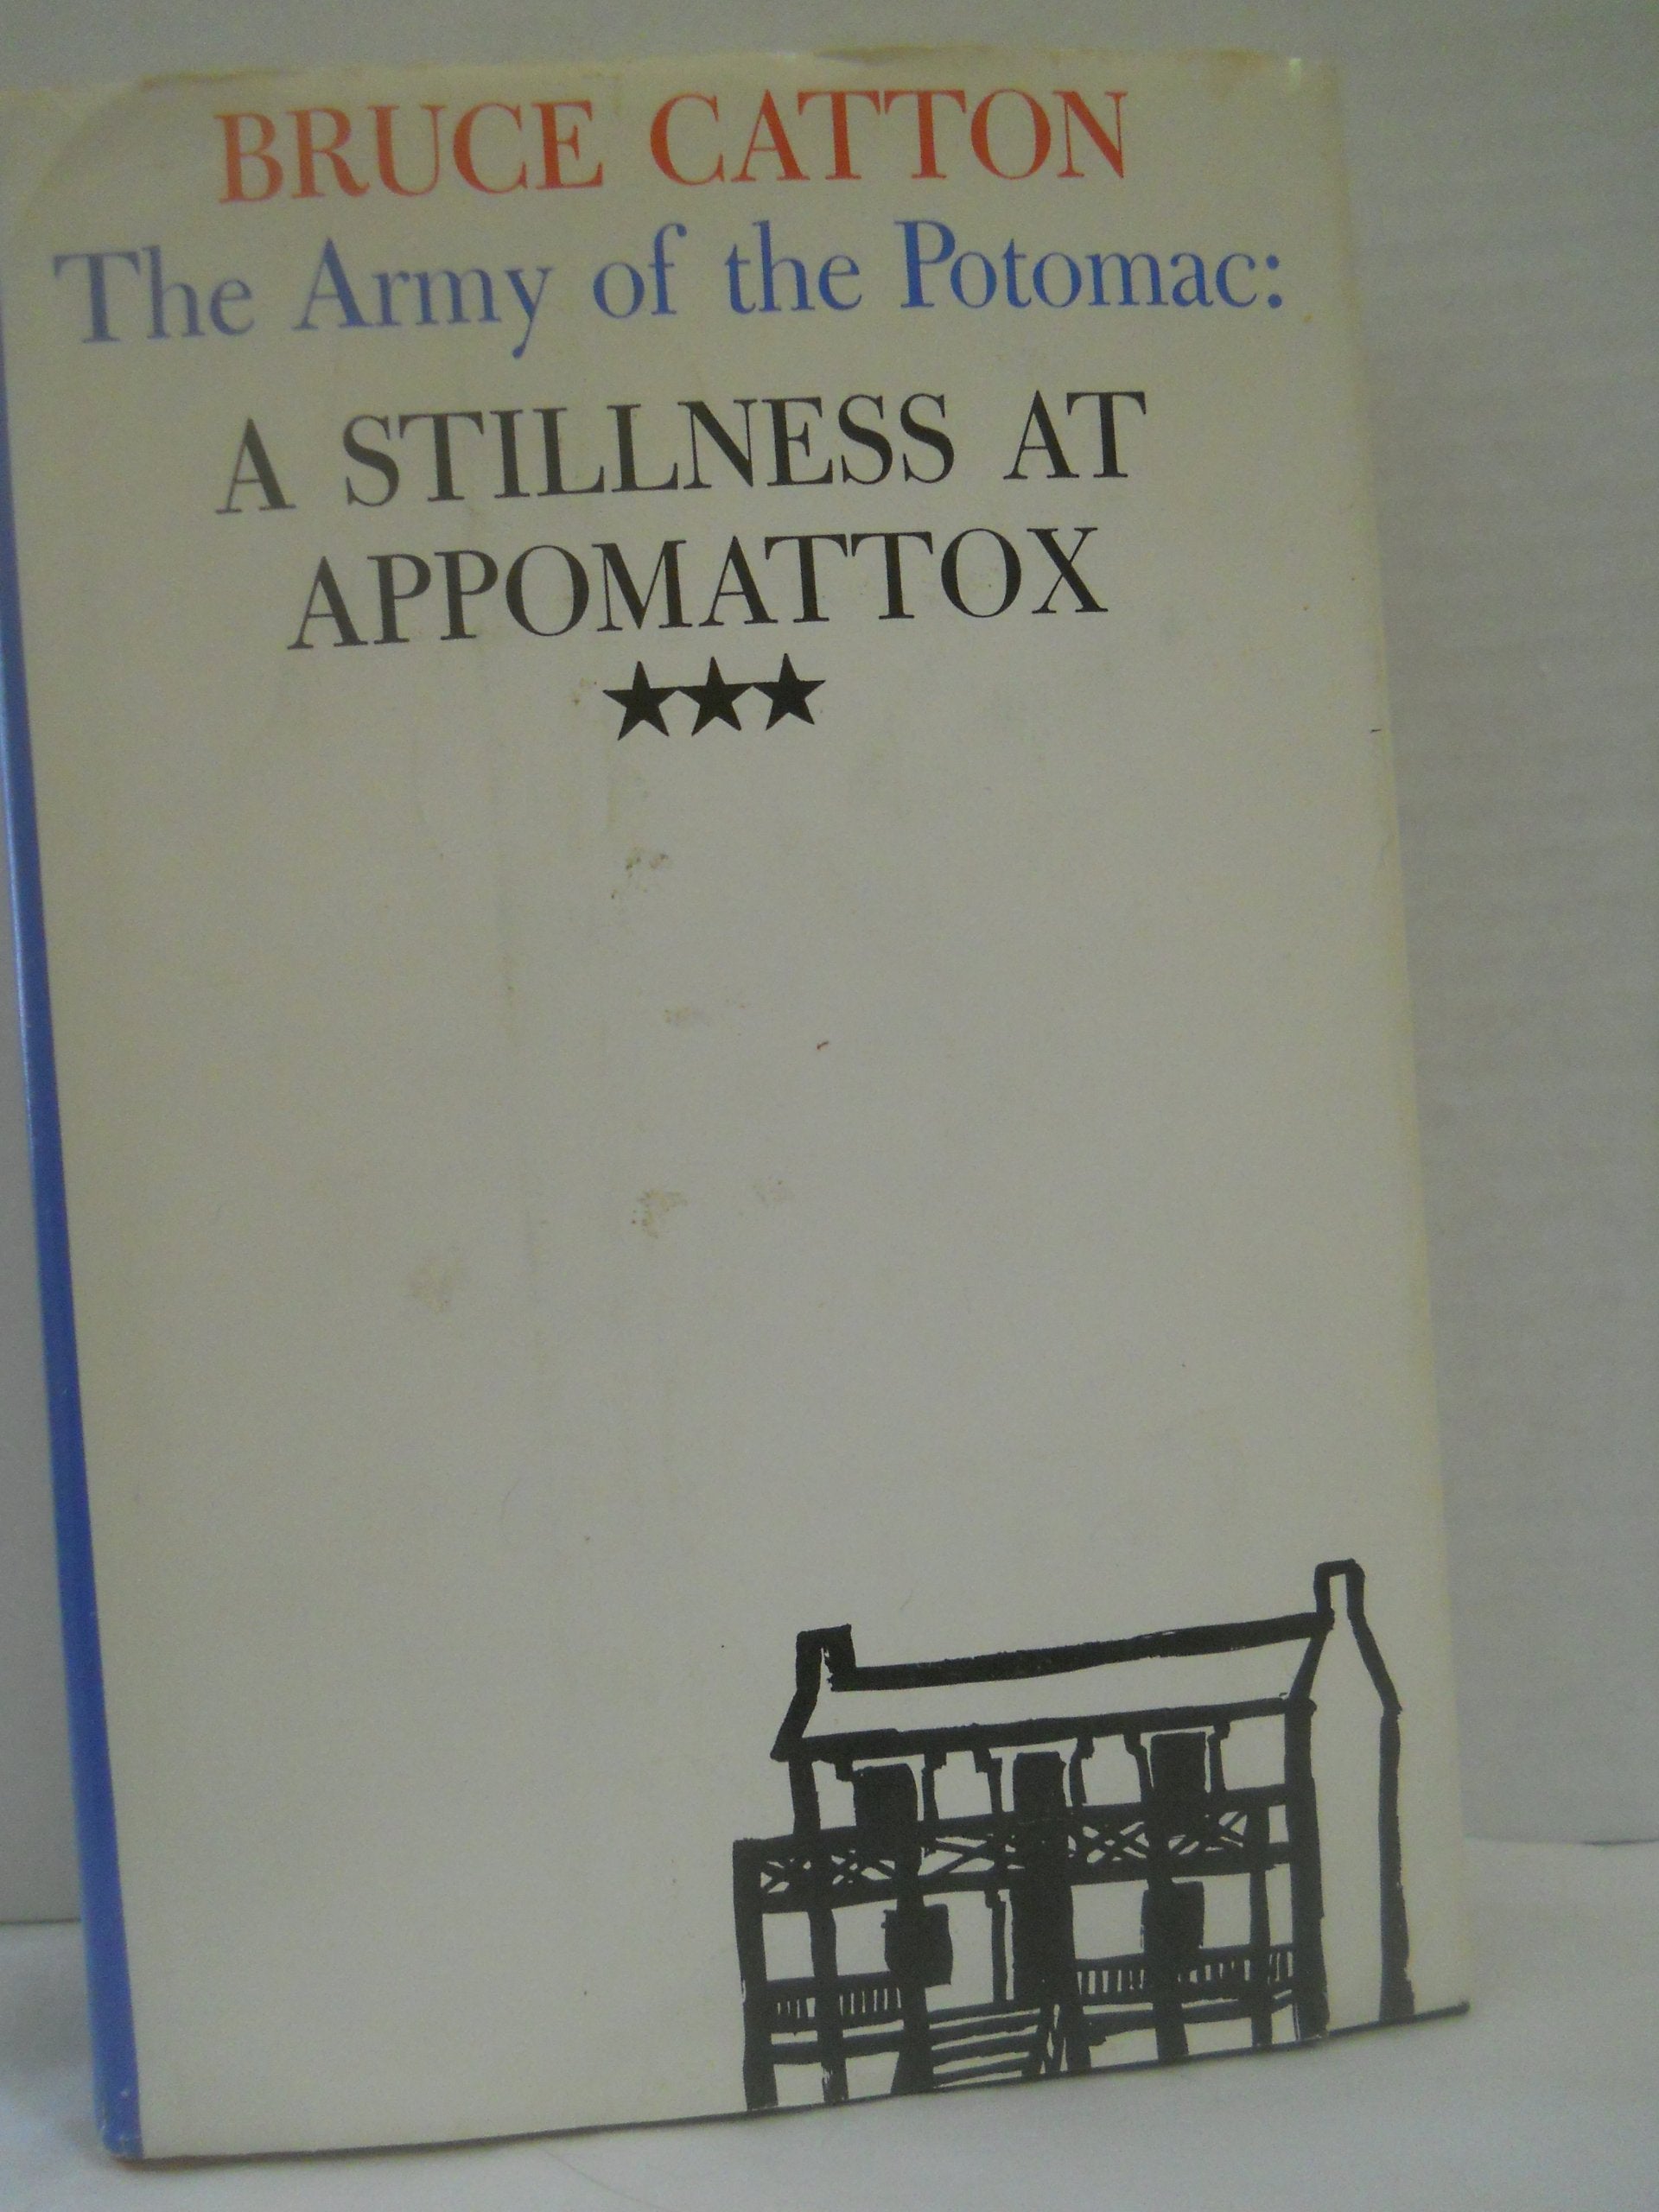 BRUCE CATTON
The Army of the Potomac:
A STILLNESS AT
APPOMATTOX